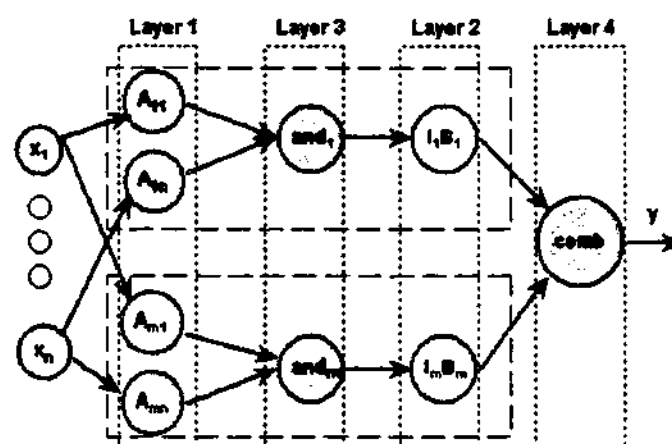 Layer 1 Layer 3 Layer 2 Layer 4
A11
x1 and1 I1B1
A1n
comb y
Am1
xn andm ImBm
Amn